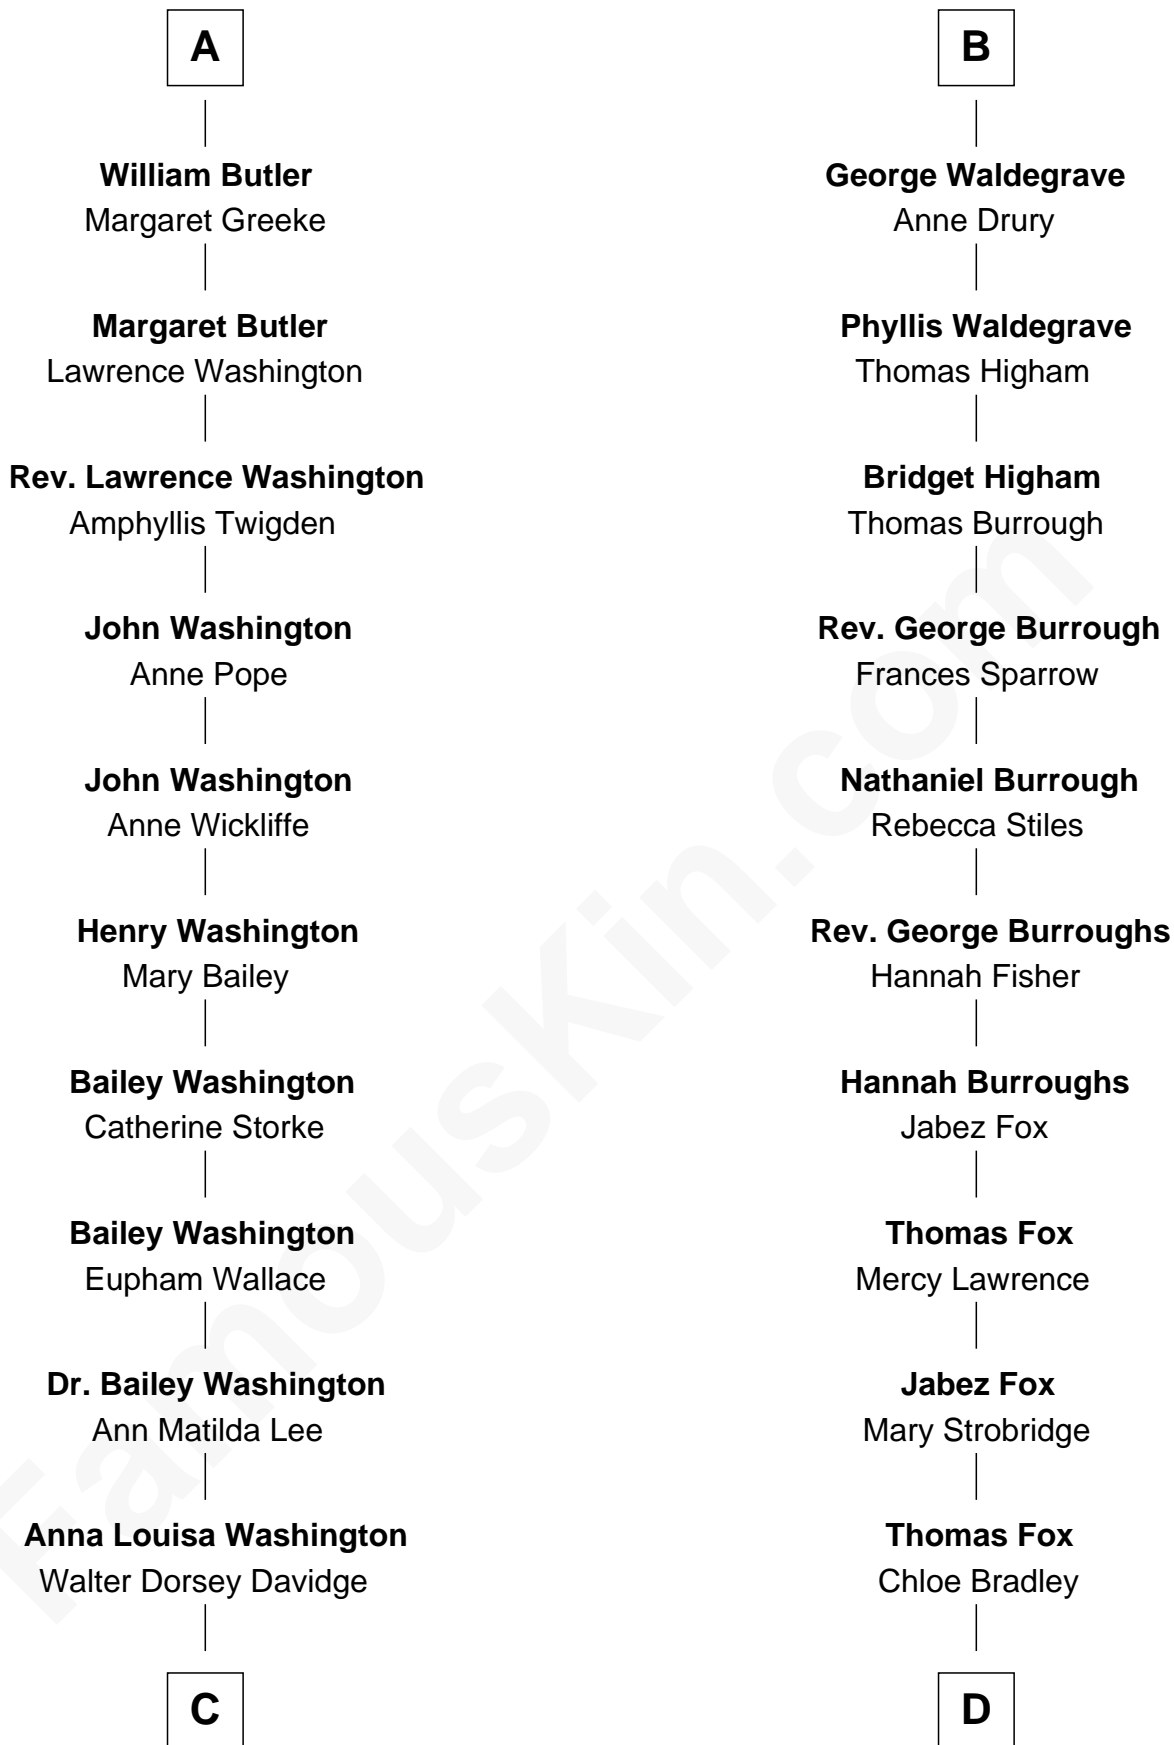 A
William Butler
Margaret Greeke
Margaret Butler
Lawrence Washington
Rev. Lawrence Washington
Amphyllis Twigden
John Washington
Anne Pope
John Washington
Anne Wickliffe
Henry Washington
Mary Bailey
Bailey Washington
Catherine Storke
Bailey Washington
Eupham Wallace
Dr. Bailey Washington
Ann Matilda Lee
Anna Louisa Washington
Walter Dorsey Davidge
C
B
George Waldegrave
Anne Drury
Phyllis Waldegrave
Thomas Higham
Bridget Higham
Thomas Burrough
Rev. George Burrough
Frances Sparrow
Nathaniel Burrough
Rebecca Stiles
Rev. George Burroughs
Hannah Fisher
Hannah Burroughs
Jabez Fox
Thomas Fox
Mercy Lawrence
Jabez Fox
Mary Strobridge
Thomas Fox
Chloe Bradley
D
FamousKin.com